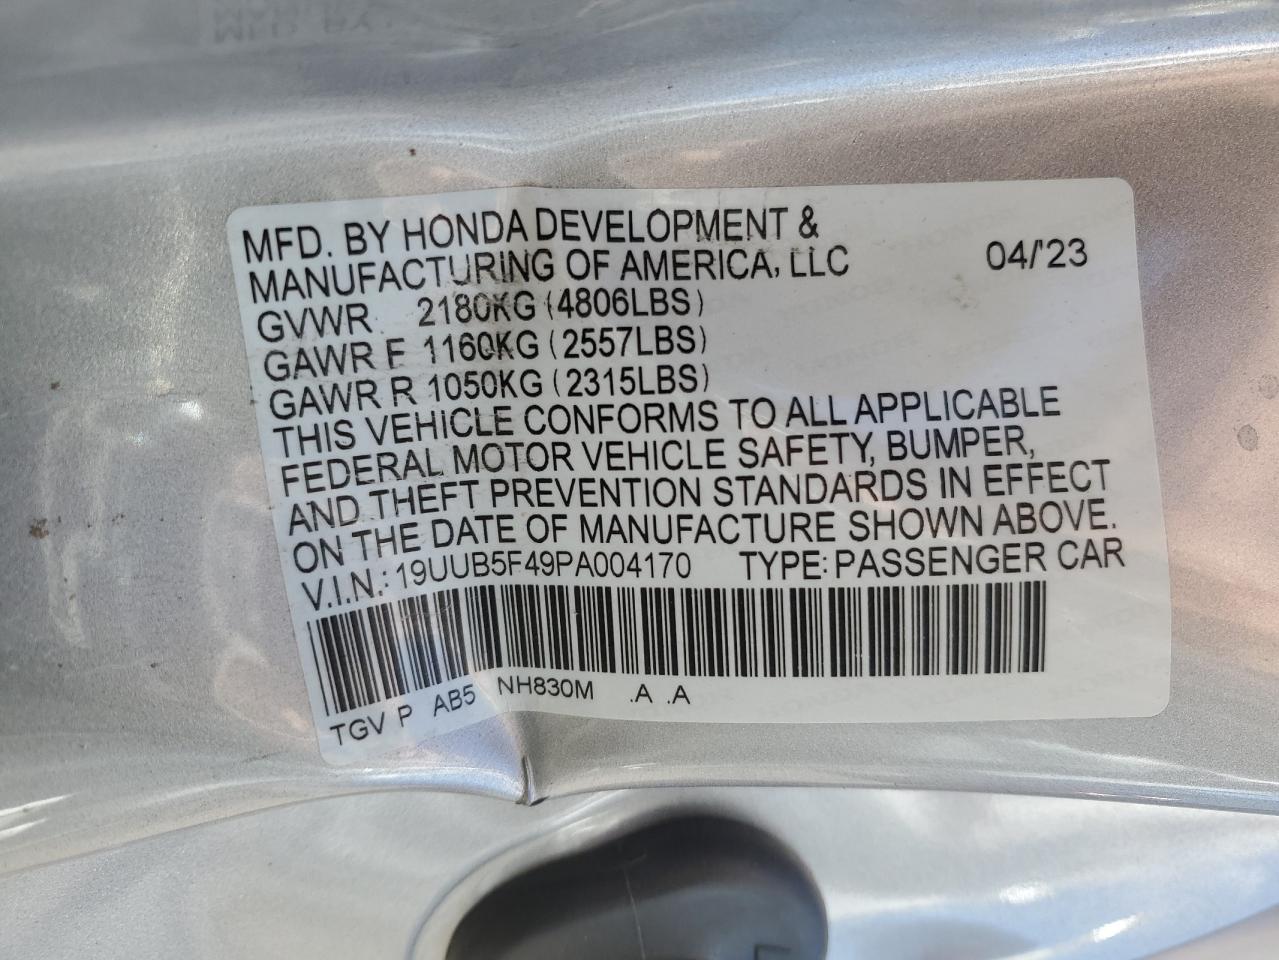 MFD. BY HONDA DEVELOPMENT &
MANUFACTURING OF AMERICA, LLC 04/'23
GVWR 2180KG (4806LBS)
GAWR F 1160KG (2557LBS)
GAWR R 1050KG (2315LBS)
THIS VEHICLE CONFORMS TO ALL APPLICABLE
FEDERAL MOTOR VEHICLE SAFETY, BUMPER,
AND THEFT PREVENTION STANDARDS IN EFFECT
ON THE DATE OF MANUFACTURE SHOWN ABOVE.
V.I.N.: 19UUB5F49PA004170 TYPE: PASSENGER CAR
TGV P AB5 NH830M .A .A